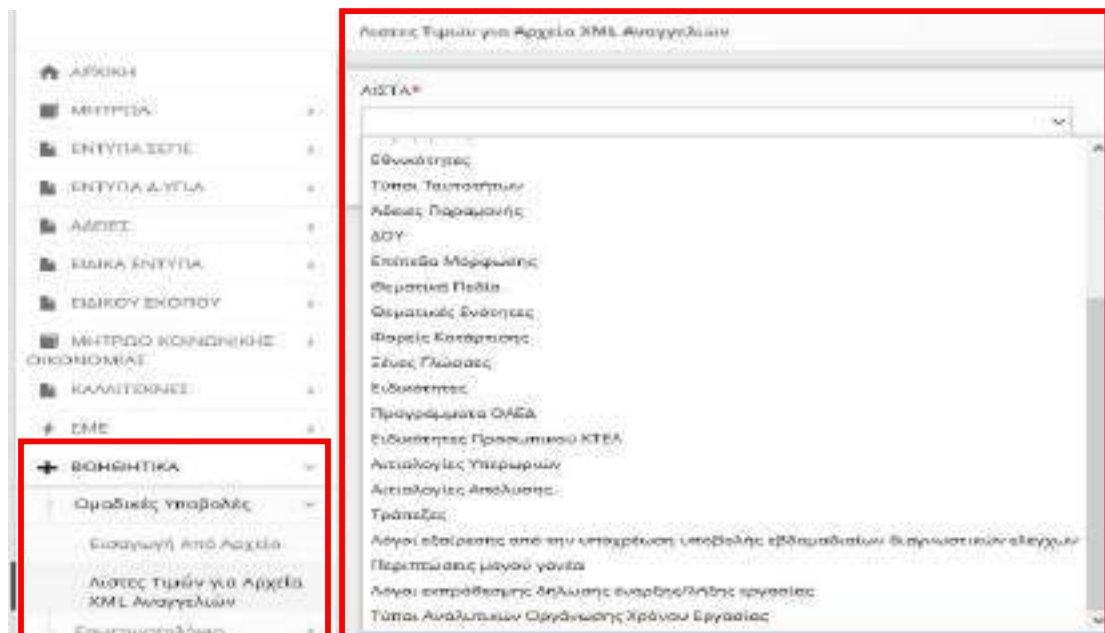 Λίστες Τιμών για Αρχεία XML Αναγγελιών
ΑΡΧΙΚΗ
ΜΗΤΡΩΑ
ΕΝΤΥΠΑ ΣΕΠΕ
ΕΝΤΥΠΑ Δ.ΥΠ.Α
ΑΔΕΙΕΣ
ΕΙΔΙΚΑ ΕΝΤΥΠΑ
ΕΙΔΙΚΟΥ ΣΚΟΠΟΥ
ΜΗΤΡΩΟ ΚΟΙΝΩΝΙΚΗΣ
ΟΙΚΟΝΟΜΙΑΣ
ΚΑΛΛΙΤΕΧΝΕΣ
ΣΜΕ
ΒΟΗΘΗΤΙΚΑ
Ομαδικές Υποβολές
Εισαγωγή Από Αρχείο
Λίστες Τιμών για Αρχεία
XML Αναγγελιών
Ερωτηματολόγιο
ΛΙΣΤΑ*
Εθνικότητες
Τύποι Ταυτοτήτων
Άδειες Παραμονής
ΔΟΥ
Επίπεδα Μόρφωσης
Θεματικά Πεδία
Θεματικές Ενότητες
Φορείς Κατάρτισης
Ξένες Γλώσσες
Ειδικότητες
Προγράμματα ΟΑΕΔ
Ειδικότητες Προσωπικού ΚΤΕΛ
Αιτιολογίες Υπερωριών
Αιτιολογίες Απόλυσης
Τράπεζες
Λόγοι εξαίρεσης από την υποχρέωση υποβολής εβδομαδιαίων διαγνωστικών ελέγχων
Περιπτώσεις μονού γονέα
Λόγοι εκπρόθεσμης δήλωσης έναρξης/λήξης εργασίας
Τύποι Αναλυτικών Οργάνωσης Χρόνου Εργασίας